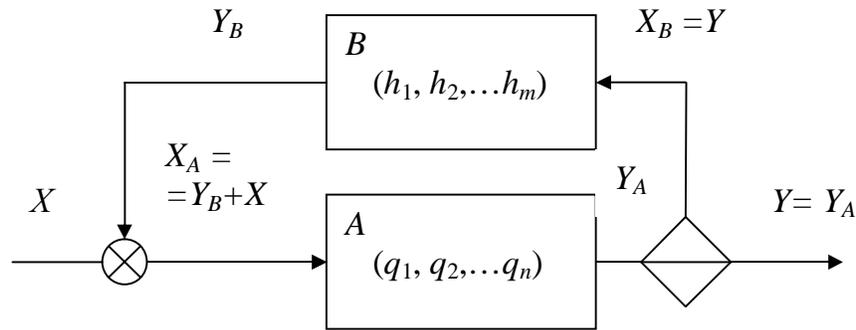 Y_B
B
X_B =Y
(h_1, h_2,…h_m)
X_A =
=Y_B+X
X
Y_A
Y= Y_A
A
(q_1, q_2,…q_n)